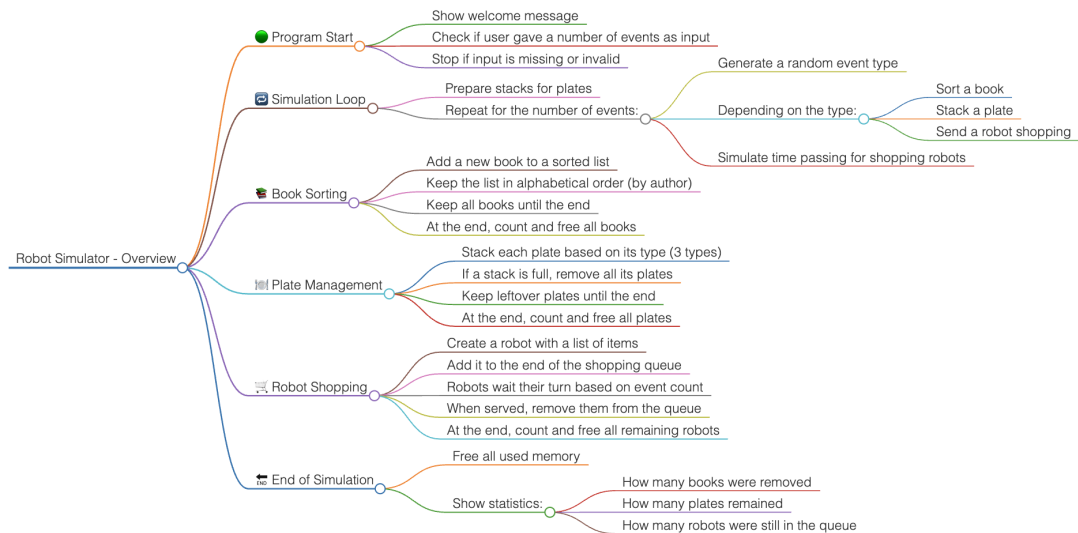 Robot Simulator - Overview
Program Start
Show welcome message
Check if user gave a number of events as input
Stop if input is missing or invalid
Simulation Loop
Prepare stacks for plates
Repeat for the number of events:
Generate a random event type
Depending on the type:
Sort a book
Stack a plate
Send a robot shopping
Simulate time passing for shopping robots
Book Sorting
Add a new book to a sorted list
Keep the list in alphabetical order (by author)
Keep all books until the end
At the end, count and free all books
Plate Management
Stack each plate based on its type (3 types)
If a stack is full, remove all its plates
Keep leftover plates until the end
At the end, count and free all plates
Robot Shopping
Create a robot with a list of items
Add it to the end of the shopping queue
Robots wait their turn based on event count
When served, remove them from the queue
At the end, count and free all remaining robots
END End of Simulation
Free all used memory
Show statistics:
How many books were removed
How many plates remained
How many robots were still in the queue